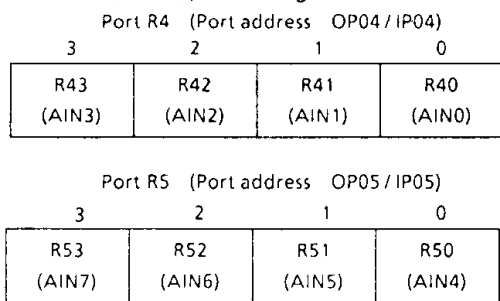 Port R4 (Port address OP04 / IP04)
3 2 1 0
R43 R42 R41 R40
(AIN3) (AIN2) (AIN1) (AIN0)
Port R5 (Port address OP05 / IP05)
3 2 1 0
R53 R52 R51 R50
(AIN7) (AIN6) (AIN5) (AIN4)